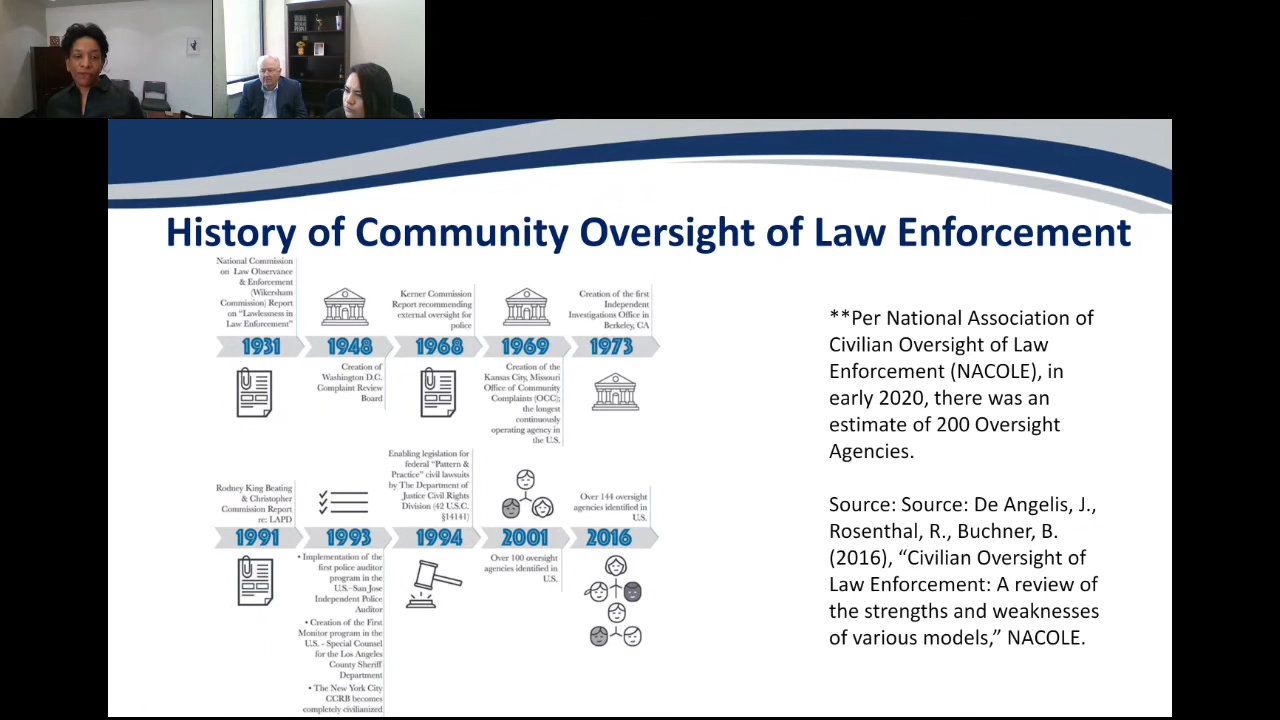 History of Community Oversight of Law Enforcement
National Commission
on Law Observance
& Enforcement
(Wikersham
Commission) Report
on “Lawlessness in
Law Enforcement”
Kerner Commission
Report recommending
external oversight for
police
Creation of the first
Independent
Investigations Office in
Berkeley, CA
1931
1948
1968
1969
1973
Creation of
Washington D.C.
Complaint Review
Board
Creation of the
Kansas City, Missouri
Office of Community
Complaints (OCC);
the longest
continuously
operating agency in
the U.S.
Rodney King Beating
& Christopher
Commission Report
re: LAPD
Enabling legislation for
federal “Pattern &
Practice” civil lawsuits
by The Department of
Justice Civil Rights
Division (42 U.S.C.
§14141)
Over 144 oversight
agencies identified in
U.S.
1991
1993
1994
2001
2016
• Implementation of the
first police auditor
program in the
U.S.–San Jose
Independent Police
Auditor
• Creation of the First
Monitor program in the
U.S. - Special Counsel
for the Los Angeles
County Sheriff
Department
• The New York City
CCRB becomes
completely civilianized
Over 100 oversight
agencies identified in
U.S.
**Per National Association of
Civilian Oversight of Law
Enforcement (NACOLE), in
early 2020, there was an
estimate of 200 Oversight
Agencies.
Source: Source: De Angelis, J.,
Rosenthal, R., Buchner, B.
(2016), “Civilian Oversight of
Law Enforcement: A review of
the strengths and weaknesses
of various models,” NACOLE.